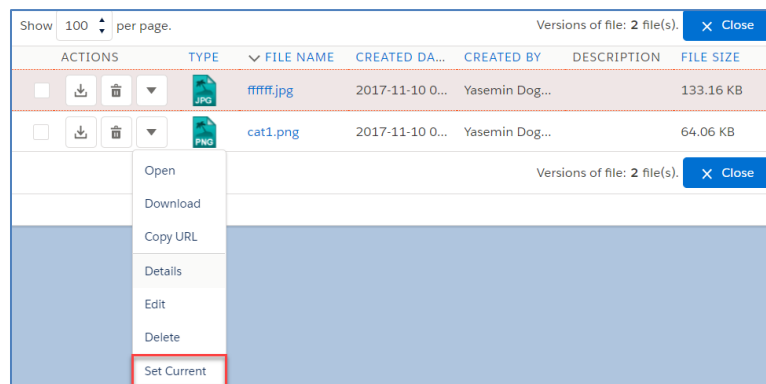 Show 100 per page. Versions of file: 2 file(s). Close
ACTIONS TYPE FILE NAME CREATED DA... CREATED BY DESCRIPTION FILE SIZE
JPG ffffff.jpg 2017-11-10 0... Yasemin Dog... 133.16 KB
PNG cat1.png 2017-11-10 0... Yasemin Dog... 64.06 KB
Versions of file: 2 file(s). Close
Open
Download
Copy URL
Details
Edit
Delete
Set Current